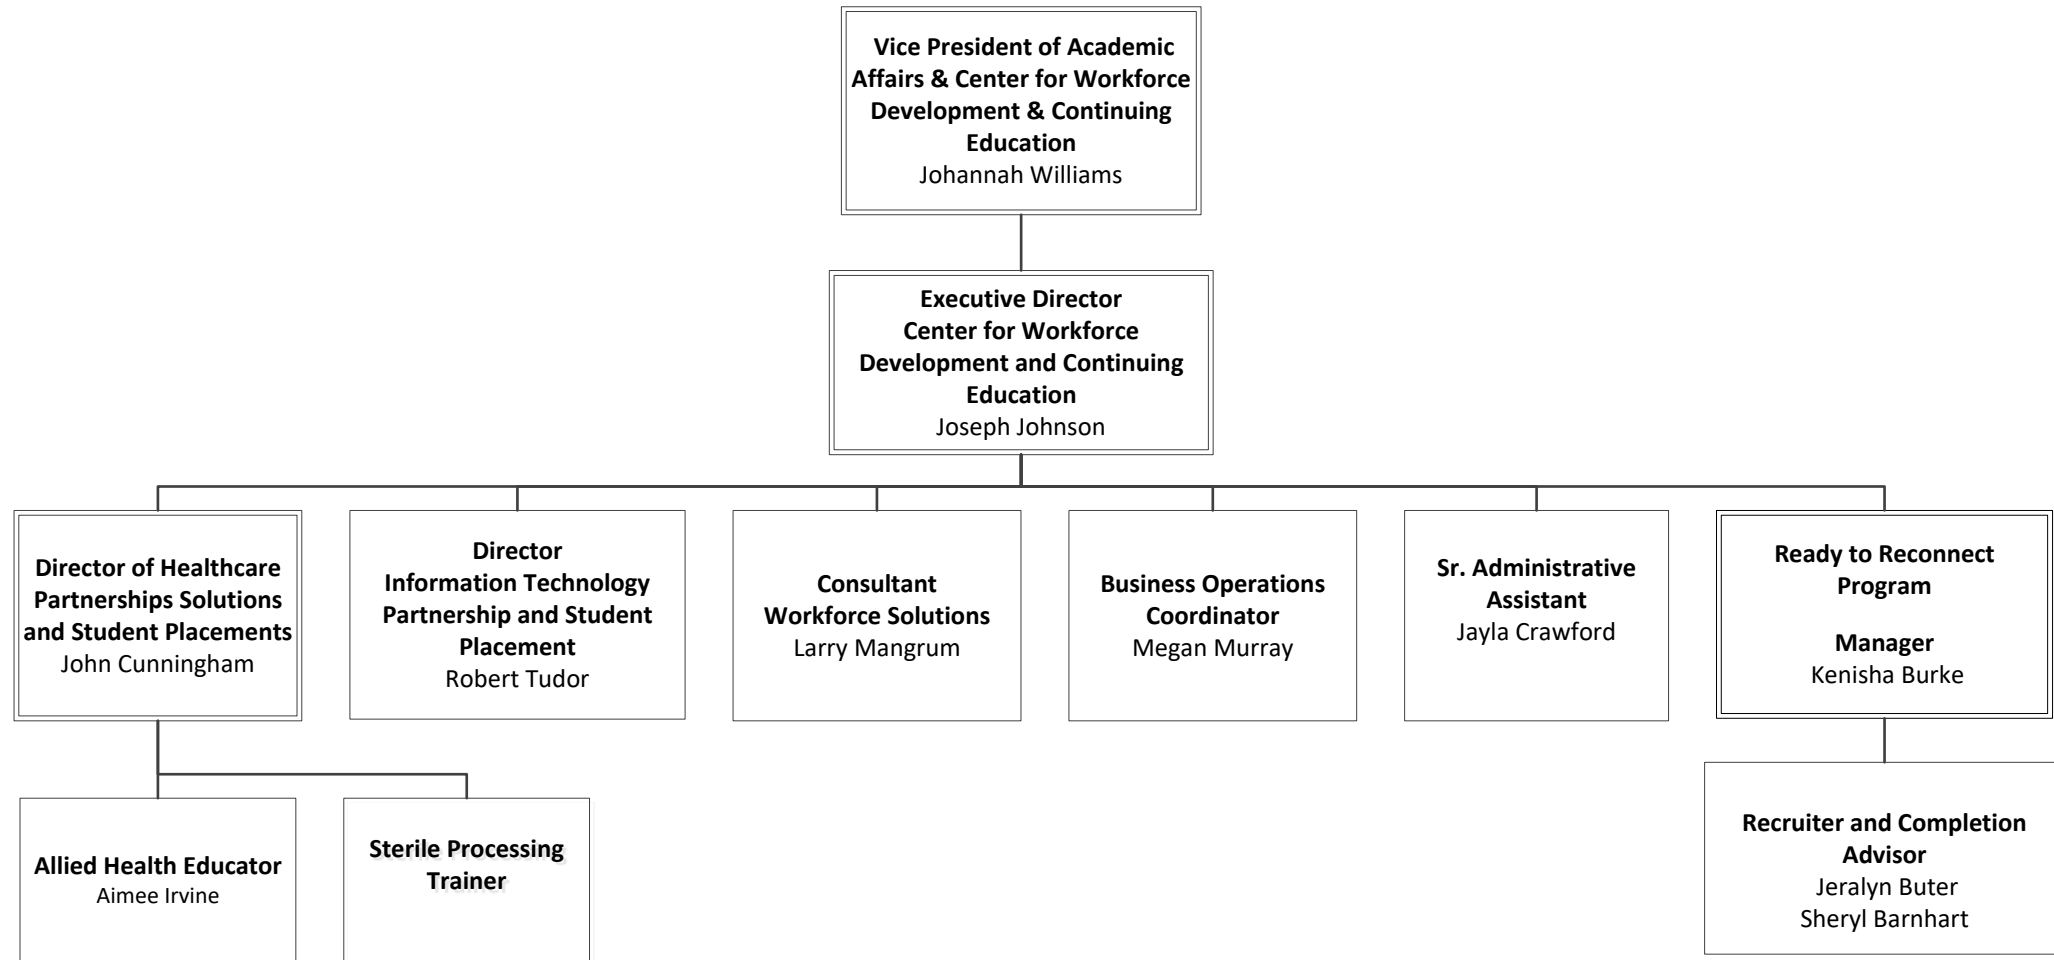 Vice President of Academic
Affairs & Center for Workforce
Development & Continuing
Education
Johannah Williams
Executive Director
Center for Workforce
Development and Continuing
Education
Joseph Johnson
Director of Healthcare
Partnerships Solutions
and Student Placements
John Cunningham
Director
Information Technology
Partnership and Student
Placement
Robert Tudor
Consultant
Workforce Solutions
Larry Mangrum
Business Operations
Coordinator
Megan Murray
Sr. Administrative
Assistant
Jayla Crawford
Ready to Reconnect
Program
Manager
Kenisha Burke
Allied Health Educator
Aimee Irvine
Sterile Processing
Trainer
Recruiter and Completion
Advisor
Jeralyn Buter
Sheryl Barnhart